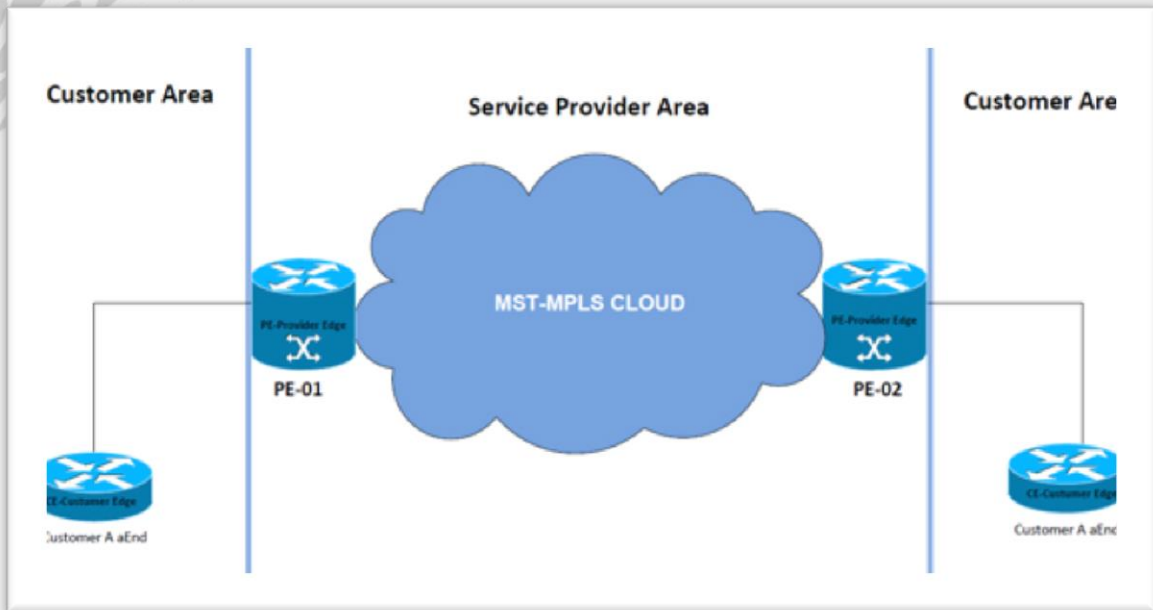 Customer Area
Service Provider Area
Customer Are
MST-MPLS CLOUD
PE-Provider Edge
PE-Provider Edge
PE-01
PE-02
CE-Customer Edge
CE-Custumer Edge
Customer A aEnd
Customer A aEnd